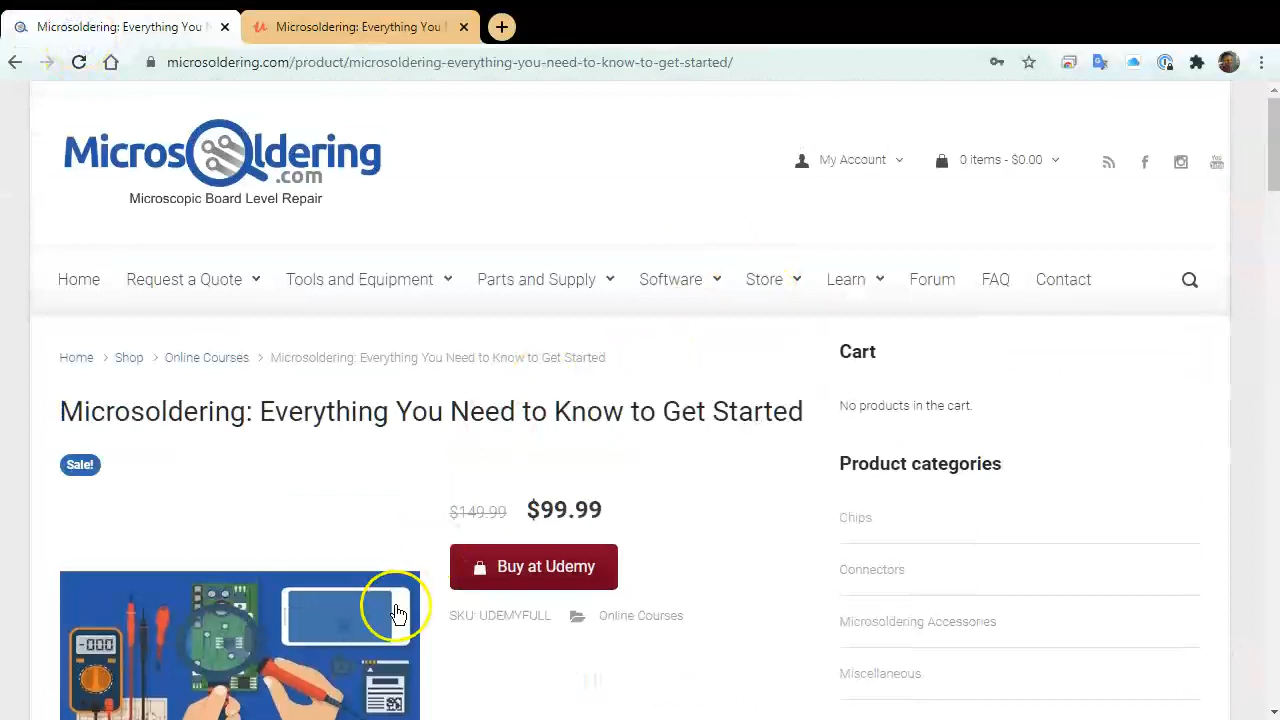 Microsoldering: Everything You N
Microsoldering: Everything You
microsoldering.com/product/microsoldering-everything-you-need-to-know-to-get-started/
Microsoldering
.com
Microscopic Board Level Repair
My Account
0 items - $0.00
You
Home
Request a Quote
Tools and Equipment
Parts and Supply
Software
Store
Learn
Forum
FAQ
Contact
Home > Shop > Online Courses > Microsoldering: Everything You Need to Know to Get Started
Microsoldering: Everything You Need to Know to Get Started
Sale!
$149.99 $99.99
Buy at Udemy
SKU: UDEMYFULL
Online Courses
-000
Cart
No products in the cart.
Product categories
Chips
Connectors
Microsoldering Accessories
Miscellaneous